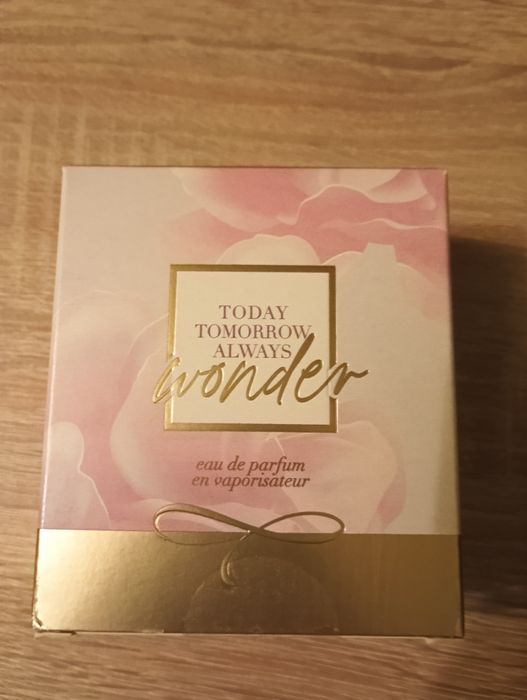 TODAY
TOMORROW
ALWAYS
wonder
eau de parfum
en vaporisateur